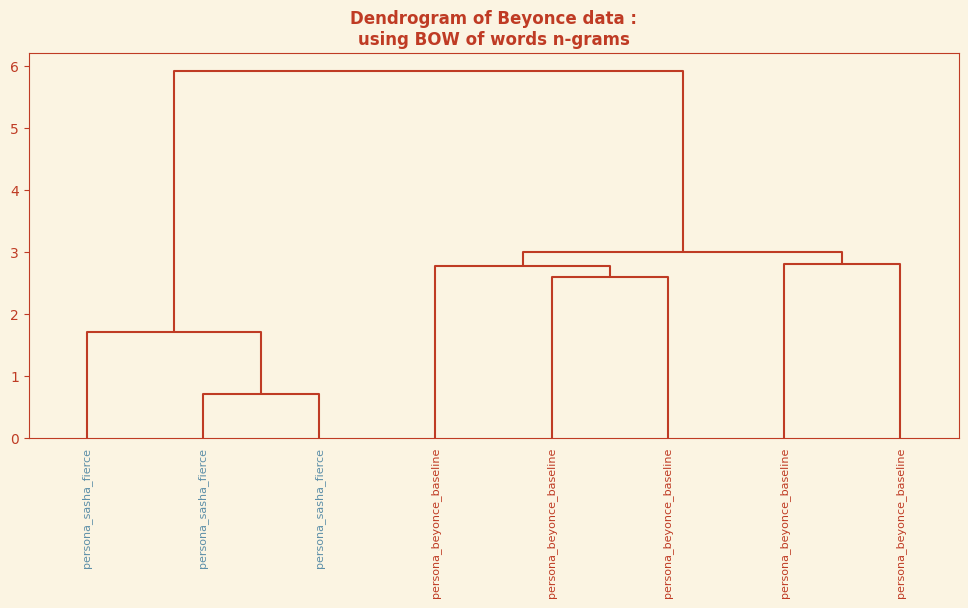 Dendrogram of Beyonce data :
using BOW of words n-grams
6
5
4
3
2
1
0
persona_sasha_fierce
persona_sasha_fierce
persona_sasha_fierce
persona_beyonce_baseline
persona_beyonce_baseline
persona_beyonce_baseline
persona_beyonce_baseline
persona_beyonce_baseline